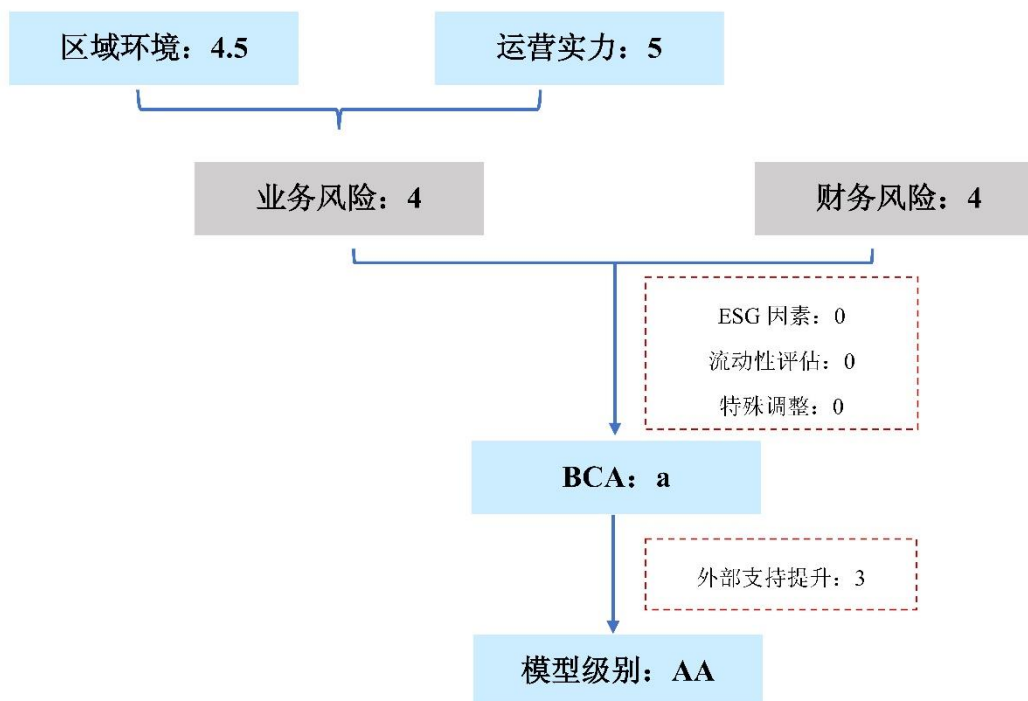 区域环境：4.5
运营实力：5
业务风险：4
财务风险：4
ESG 因素：0
流动性评估：0
特殊调整：0
BCA：a
外部支持提升：3
模型级别：AA